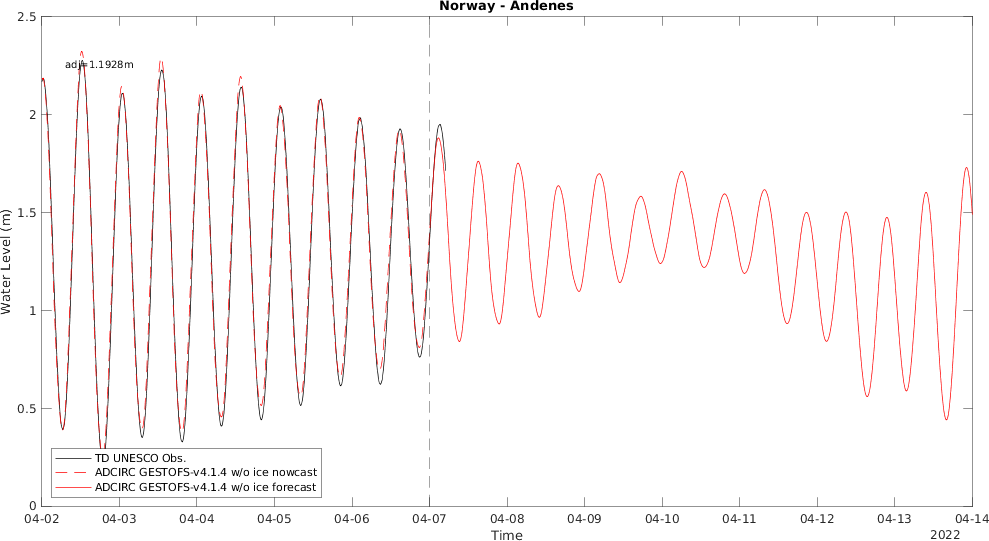 Norway - Andenes
2.5
2
1.5
1
0.5
0
Water Level (m)
adj=1.1928m
TD UNESCO Obs.
ADCIRC GESTOFS-v4.1.4 w/o ice nowcast
ADCIRC GESTOFS-v4.1.4 w/o ice forecast
04-02 04-03 04-04 04-05 04-06 04-07 04-08 04-09 04-10 04-11 04-12 04-13 04-14
Time
2022